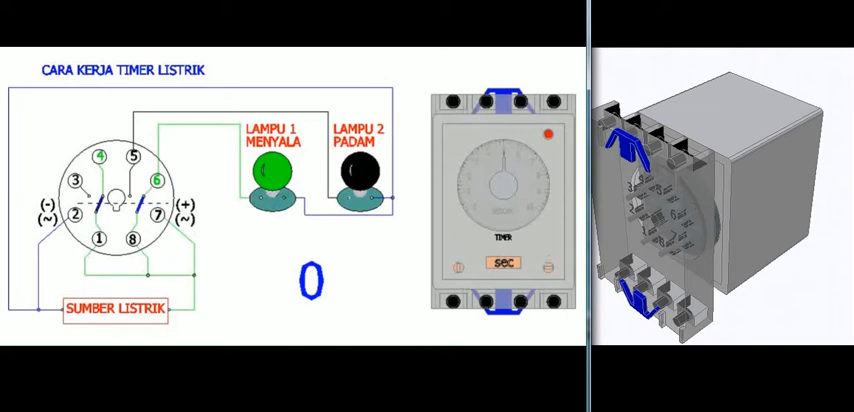 CARA KERJA TIMER LISTRIK
LAMPU 1
MENYALA
LAMPU 2
PADAM
4
5
3
6
(-)
(~)
2
7
(+)
(~)
1
8
SUMBER LISTRIK
0
TIMER
sec